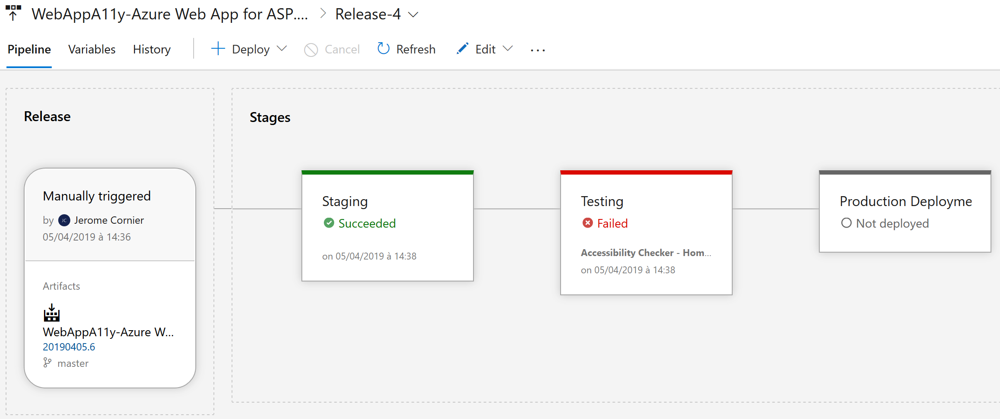 WebAppA11y-Azure Web App for ASP.... > Release-4
Pipeline Variables History Deploy Cancel Refresh Edit ...
Release
Stages
Manually triggered
by JC Jerome Cornier
05/04/2019 à 14:36
Artifacts
WebAppA11y-Azure W...
20190405.6
master
Staging
Succeeded
on 05/04/2019 à 14:38
Testing
Failed
Accessibility Checker - Hom...
on 05/04/2019 à 14:38
Production Deployme
Not deployed